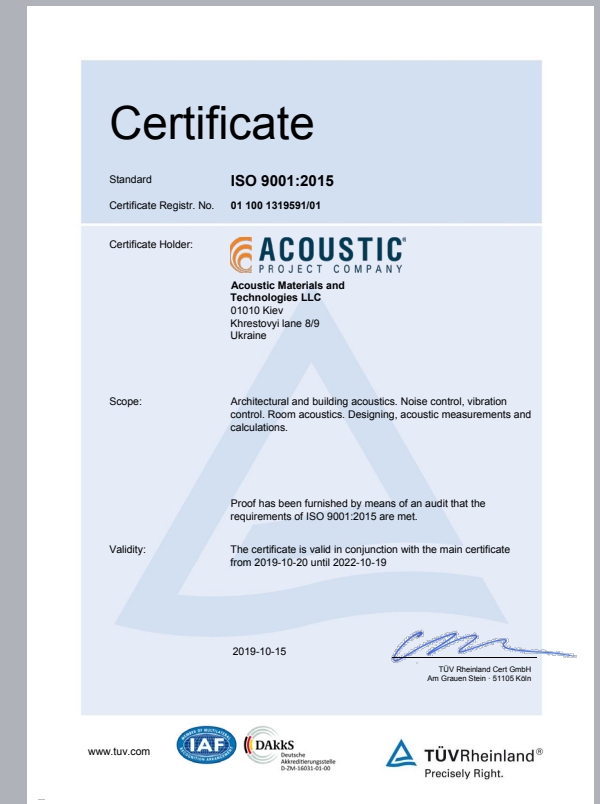 Certificate
Standard ISO 9001:2015
Certificate Registr. No. 01 100 1319591/01
Certificate Holder:
ACOUSTIC®
PROJECT COMPANY
Acoustic Materials and
Technologies LLC
01010 Kiev
Khrestovyi lane 8/9
Ukraine
Scope: Architectural and building acoustics. Noise control, vibration
control. Room acoustics. Designing, acoustic measurements and
calculations.
Proof has been furnished by means of an audit that the
requirements of ISO 9001:2015 are met.
Validity: The certificate is valid in conjunction with the main certificate
from 2019-10-20 until 2022-10-19
2019-10-15
TÜV Rheinland Cert GmbH
Am Grauen Stein · 51105 Köln
www.tuv.com
MEMBER OF MULTILATERAL
IAF
RECOGNITION ARRANGEMENT
DAkkS
Deutsche
Akkreditierungsstelle
D-ZM-16031-01-00
TÜVRheinland®
Precisely Right.